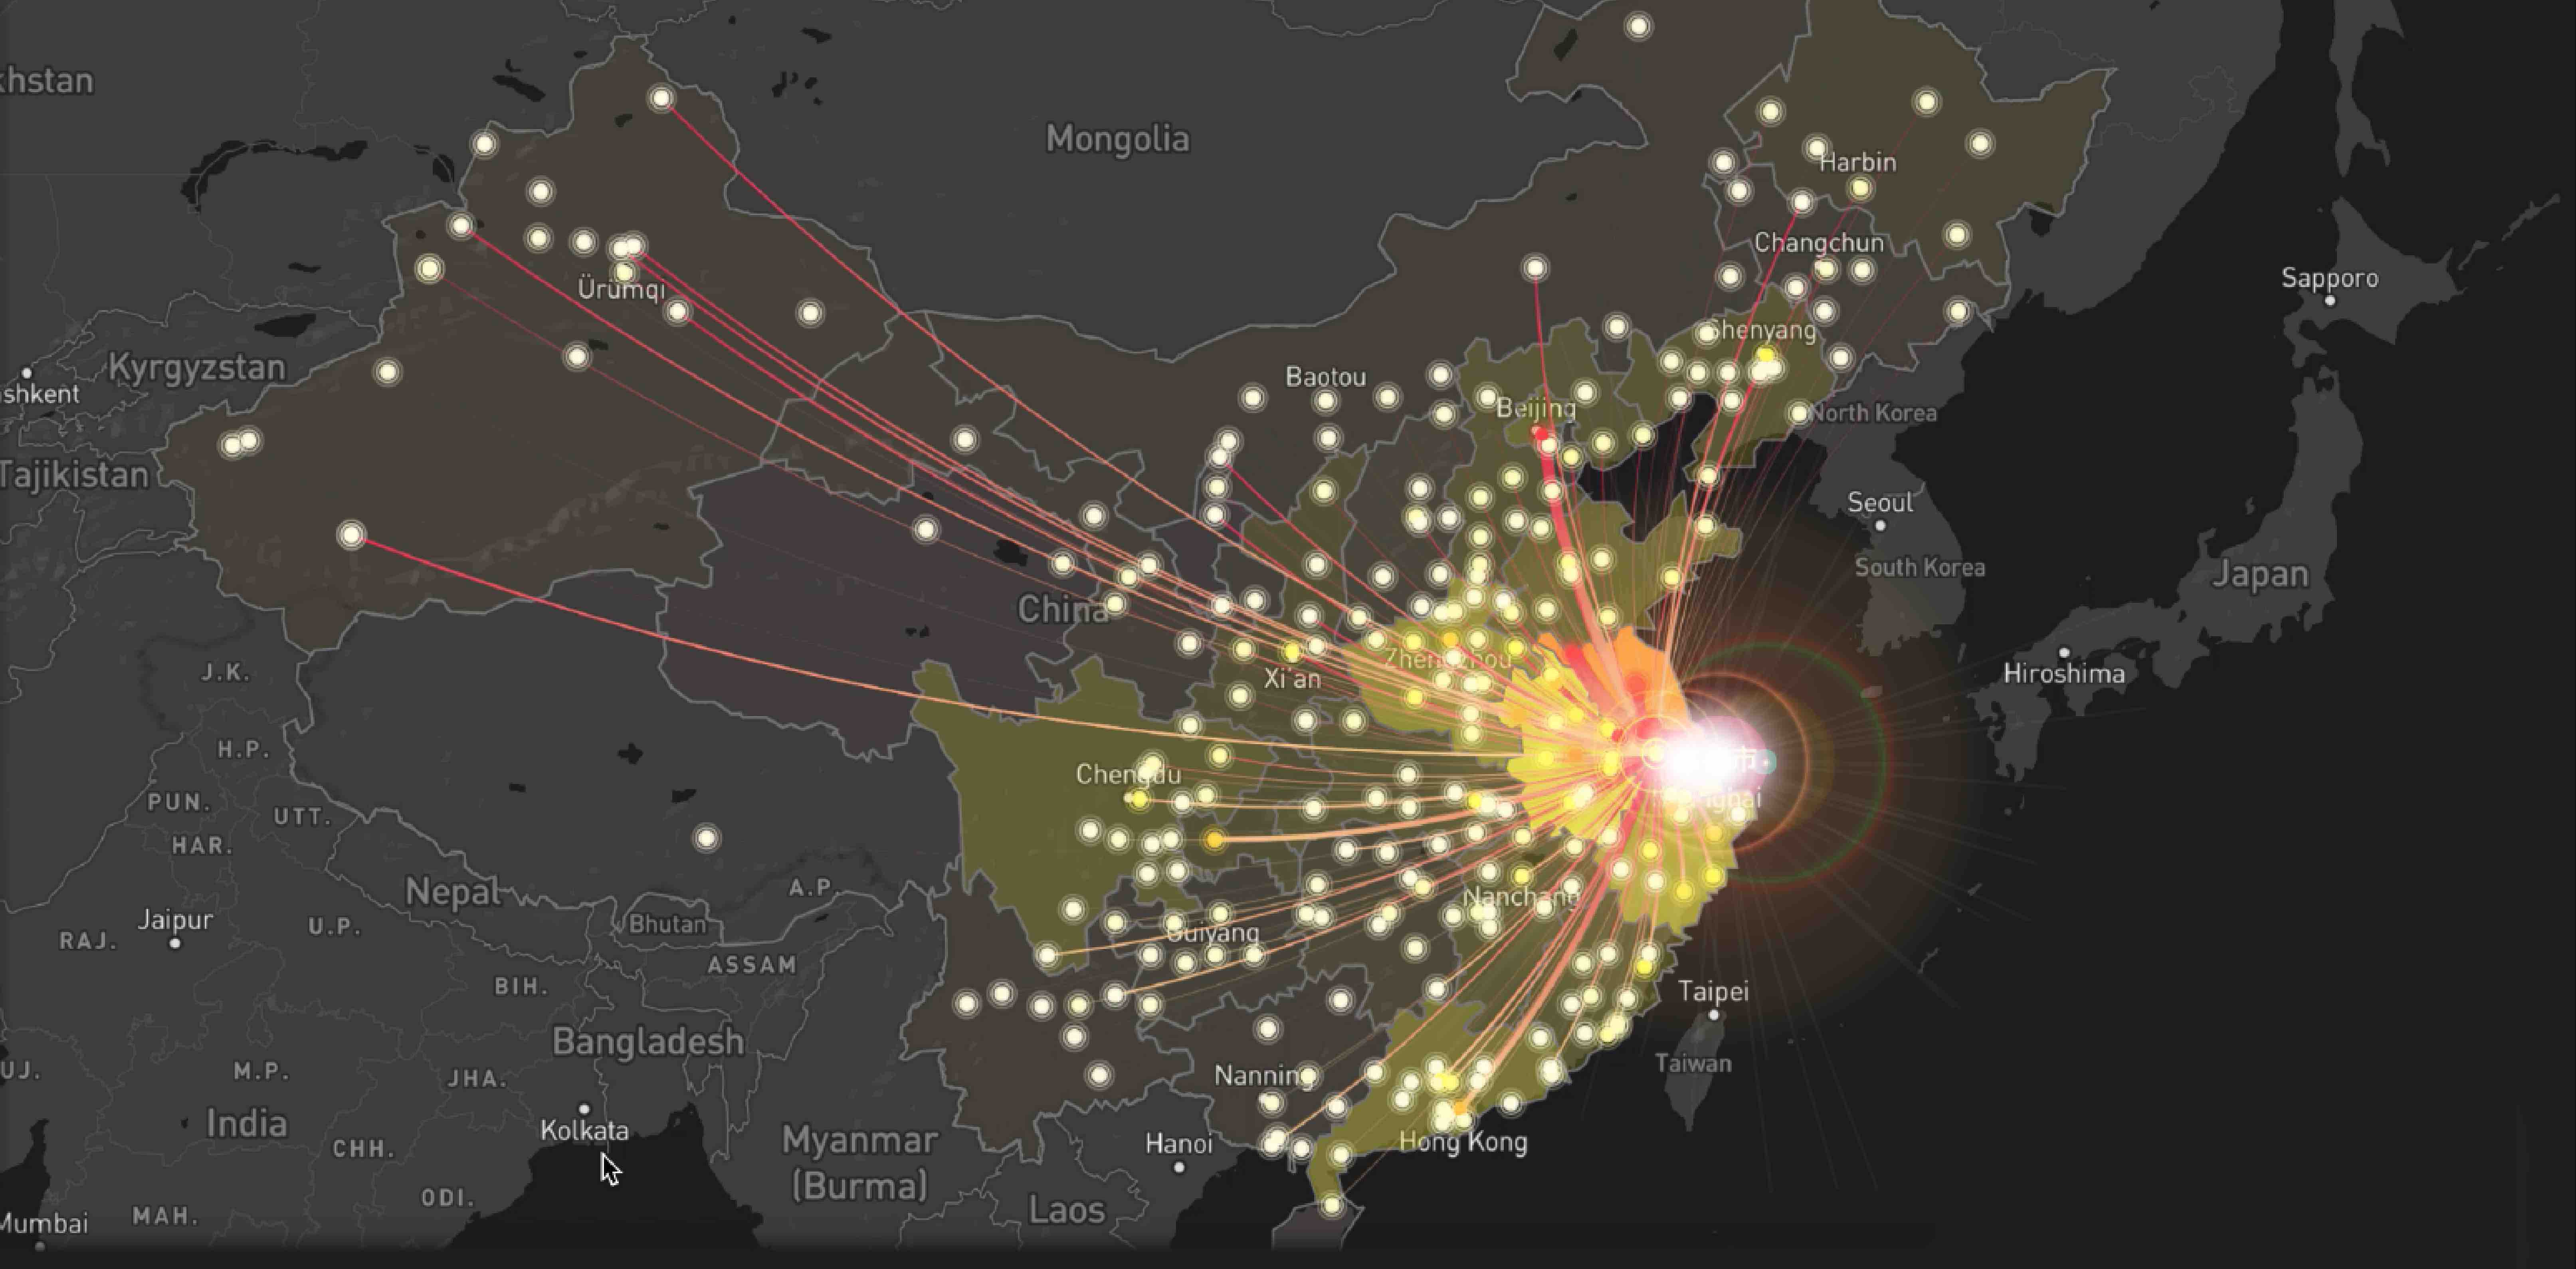 khstan
Mongolia
Harbin
Changchun
Sapporo
Ürümqi
Shenyang
Kyrgyzstan
Baotou
shkent
Beijing
North Korea
Tajikistan
Seoul
South Korea
Japan
China
Zhengzhou
J.K.
Xi an
Hiroshima
H.P.
市
Chengdu
PUN.
UTT.
HAR.
Nepal
A.P.
Nanchang
Jaipur
Bhutan
U.P.
RAJ.
Guiyang
ASSAM
BIH.
Taipei
Bangladesh
Taiwan
UJ.
M.P.
JHA.
Nanning
India
Kolkata
Myanmar
(Burma)
Hanoi
Hong Kong
CHH.
ODI.
Laos
MAH.
Mumbai